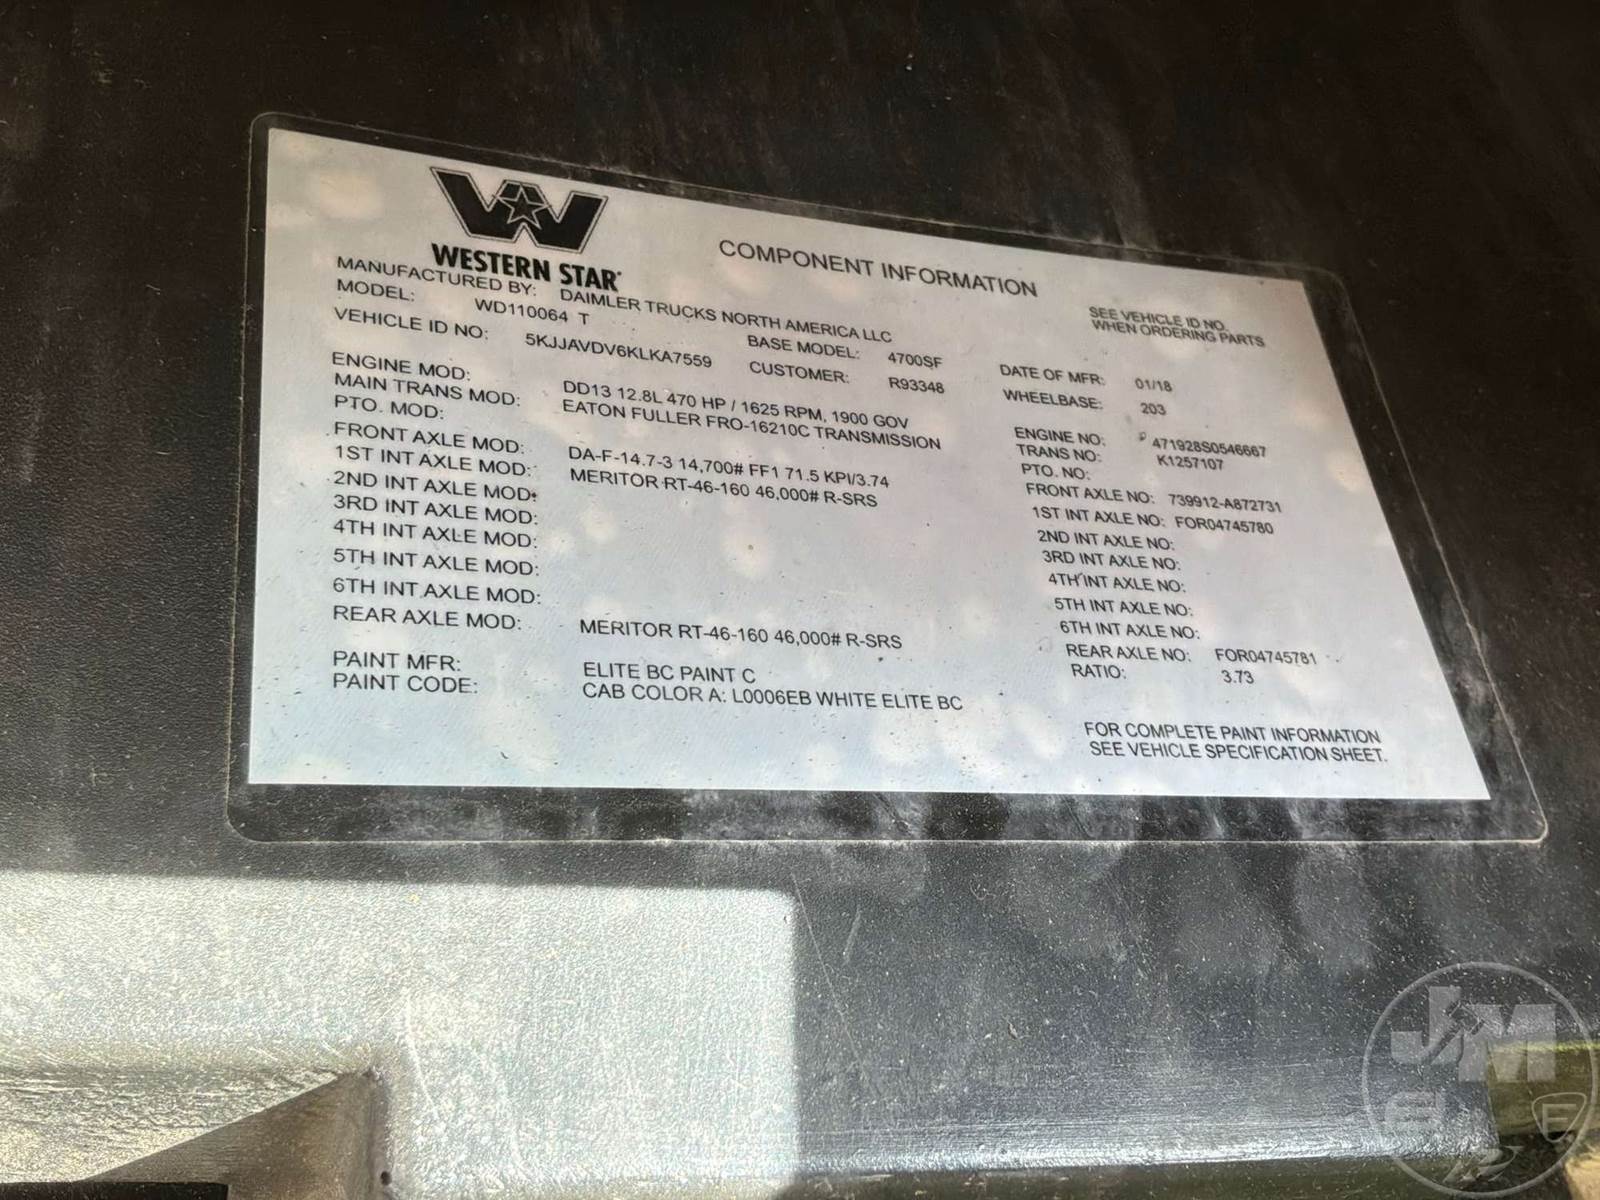 WESTERN STAR
COMPONENT INFORMATION
SEE VEHICLE ID NO.
WHEN ORDERING PARTS
MANUFACTURED BY: DAIMLER TRUCKS NORTH AMERICA LLC
MODEL: WD110064 T BASE MODEL: 4700SF DATE OF MFR: 01/18
VEHICLE ID NO: 5KJJAVDV6KLKA7559 CUSTOMER: R93348 WHEELBASE: 203
ENGINE MOD: DD13 12.8L 470 HP / 1625 RPM, 1900 GOV ENGINE NO: 471928S0546667
MAIN TRANS MOD: EATON FULLER FRO-16210C TRANSMISSION TRANS NO: K1257107
PTO. MOD: PTO. NO:
FRONT AXLE MOD: DA-F-14.7-3 14,700# FF1 71.5 KPI/3.74 FRONT AXLE NO: 739912-A872731
1ST INT AXLE MOD: MERITOR RT-46-160 46,000# R-SRS 1ST INT AXLE NO: FOR04745780
2ND INT AXLE MOD: 2ND INT AXLE NO:
3RD INT AXLE MOD: 3RD INT AXLE NO:
4TH INT AXLE MOD: 4TH INT AXLE NO:
5TH INT AXLE MOD: 5TH INT AXLE NO:
6TH INT AXLE MOD: 6TH INT AXLE NO:
REAR AXLE MOD: MERITOR RT-46-160 46,000# R-SRS REAR AXLE NO: FOR04745781
RATIO: 3.73
PAINT MFR: ELITE BC PAINT C
PAINT CODE: CAB COLOR A: L0006EB WHITE ELITE BC
FOR COMPLETE PAINT INFORMATION
SEE VEHICLE SPECIFICATION SHEET.
J M
E F